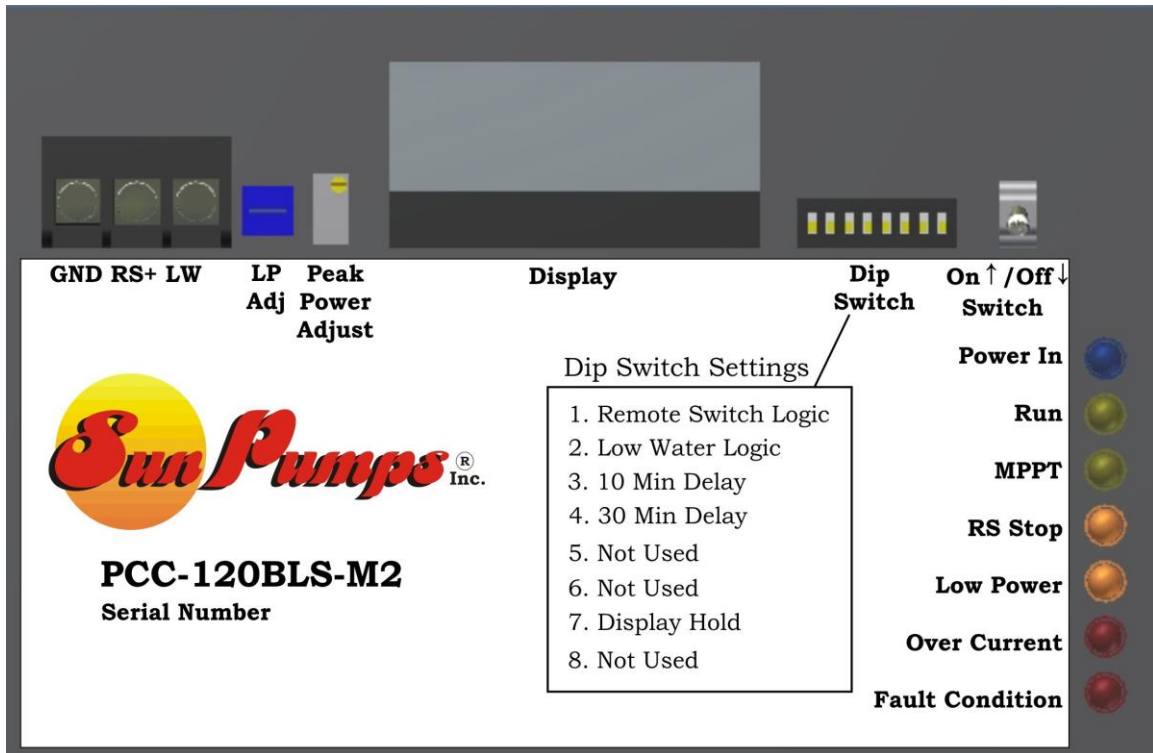 GND RS+ LW
LP Adj
Peak Power Adjust
Display
Dip Switch
On ↑/Off ↓ Switch
Power In
Run
MPPT
RS Stop
Low Power
Over Current
Fault Condition
Dip Switch Settings
1. Remote Switch Logic
2. Low Water Logic
3. 10 Min Delay
4. 30 Min Delay
5. Not Used
6. Not Used
7. Display Hold
8. Not Used
Sun Pumps ® Inc.
PCC-120BLS-M2
Serial Number